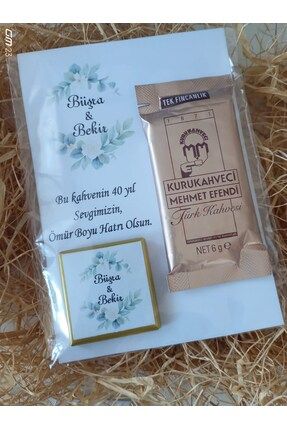 Büşra
&
Bekir
Bu kahvenin 40 yıl
Sevgimizin,
Ömür Boyu Hatrı Olsun.
Büşra
&
Bekir
TEK FİNCANLIK
1871
KURUKAHVECİ
MEHMET EFENDİ
Türk Kahvesi
NET 6 g e